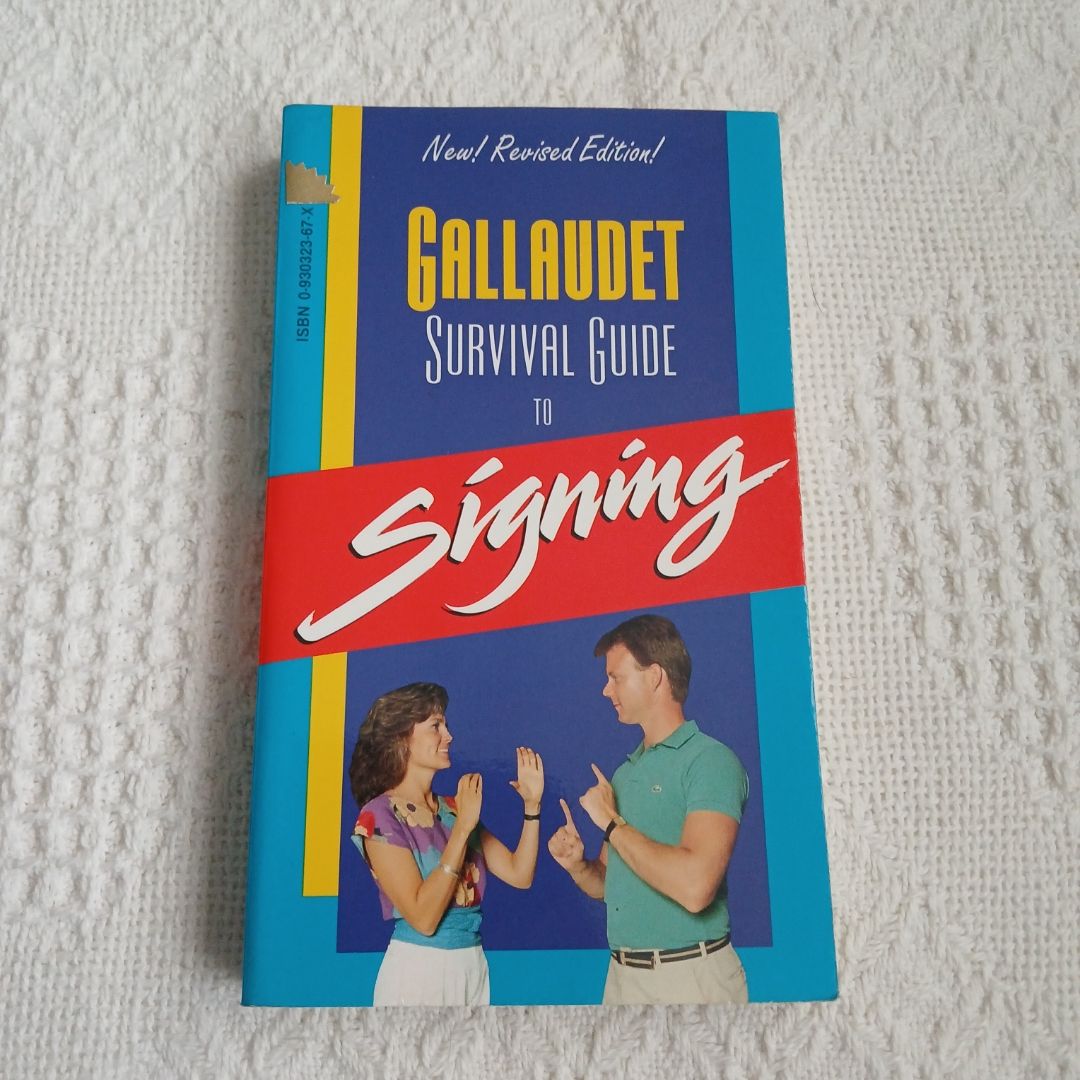 New! Revised Edition!
GALLAUDET
SURVIVAL GUIDE
TO
Signing
ISBN 0-930323-67-X